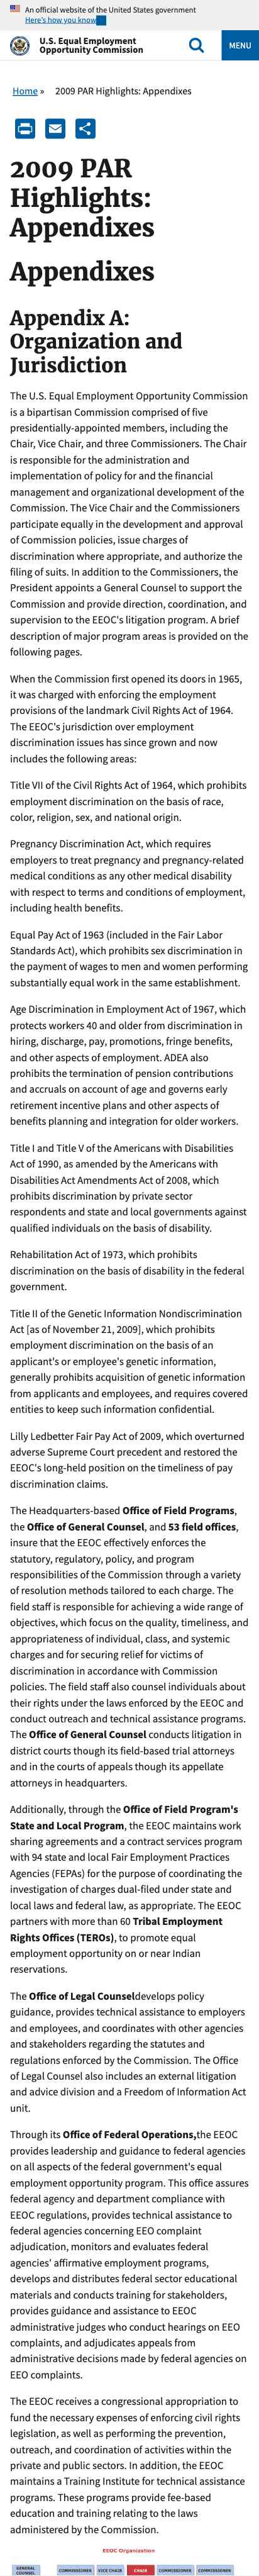 An official website of the United States government
Here's how you know
U.S. Equal Employment
Opportunity Commission
MENU
Home » 2009 PAR Highlights: Appendixes
2009 PAR
Highlights:
Appendixes
Appendixes
Appendix A:
Organization and
Jurisdiction
The U.S. Equal Employment Opportunity Commission
is a bipartisan Commission comprised of five
presidentially-appointed members, including the
Chair, Vice Chair, and three Commissioners. The Chair
is responsible for the administration and
implementation of policy for and the financial
management and organizational development of the
Commission. The Vice Chair and the Commissioners
participate equally in the development and approval
of Commission policies, issue charges of
discrimination where appropriate, and authorize the
filing of suits. In addition to the Commissioners, the
President appoints a General Counsel to support the
Commission and provide direction, coordination, and
supervision to the EEOC's litigation program. A brief
description of major program areas is provided on the
following pages.
When the Commission first opened its doors in 1965,
it was charged with enforcing the employment
provisions of the landmark Civil Rights Act of 1964.
The EEOC's jurisdiction over employment
discrimination issues has since grown and now
includes the following areas:
Title VII of the Civil Rights Act of 1964, which prohibits
employment discrimination on the basis of race,
color, religion, sex, and national origin.
Pregnancy Discrimination Act, which requires
employers to treat pregnancy and pregnancy-related
medical conditions as any other medical disability
with respect to terms and conditions of employment,
including health benefits.
Equal Pay Act of 1963 (included in the Fair Labor
Standards Act), which prohibits sex discrimination in
the payment of wages to men and women performing
substantially equal work in the same establishment.
Age Discrimination in Employment Act of 1967, which
protects workers 40 and older from discrimination in
hiring, discharge, pay, promotions, fringe benefits,
and other aspects of employment. ADEA also
prohibits the termination of pension contributions
and accruals on account of age and governs early
retirement incentive plans and other aspects of
benefits planning and integration for older workers.
Title I and Title V of the Americans with Disabilities
Act of 1990, as amended by the Americans with
Disabilities Act Amendments Act of 2008, which
prohibits discrimination by private sector
respondents and state and local governments against
qualified individuals on the basis of disability.
Rehabilitation Act of 1973, which prohibits
discrimination on the basis of disability in the federal
government.
Title II of the Genetic Information Nondiscrimination
Act [as of November 21, 2009], which prohibits
employment discrimination on the basis of an
applicant's or employee's genetic information,
generally prohibits acquisition of genetic information
from applicants and employees, and requires covered
entities to keep such information confidential.
Lilly Ledbetter Fair Pay Act of 2009, which overturned
adverse Supreme Court precedent and restored the
EEOC's long-held position on the timeliness of pay
discrimination claims.
The Headquarters-based Office of Field Programs,
the Office of General Counsel, and 53 field offices,
insure that the EEOC effectively enforces the
statutory, regulatory, policy, and program
responsibilities of the Commission through a variety
of resolution methods tailored to each charge. The
field staff is responsible for achieving a wide range of
objectives, which focus on the quality, timeliness, and
appropriateness of individual, class, and systemic
charges and for securing relief for victims of
discrimination in accordance with Commission
policies. The field staff also counsel individuals about
their rights under the laws enforced by the EEOC and
conduct outreach and technical assistance programs.
The Office of General Counsel conducts litigation in
district courts though its field-based trial attorneys
and in the courts of appeals though its appellate
attorneys in headquarters.
Additionally, through the Office of Field Program's
State and Local Program, the EEOC maintains work
sharing agreements and a contract services program
with 94 state and local Fair Employment Practices
Agencies (FEPAs) for the purpose of coordinating the
investigation of charges dual-filed under state and
local laws and federal law, as appropriate. The EEOC
partners with more than 60 Tribal Employment
Rights Offices (TEROs), to promote equal
employment opportunity on or near Indian
reservations.
The Office of Legal Counseldevelops policy
guidance, provides technical assistance to employers
and employees, and coordinates with other agencies
and stakeholders regarding the statutes and
regulations enforced by the Commission. The Office
of Legal Counsel also includes an external litigation
and advice division and a Freedom of Information Act
unit.
Through its Office of Federal Operations,the EEOC
provides leadership and guidance to federal agencies
on all aspects of the federal government's equal
employment opportunity program. This office assures
federal agency and department compliance with
EEOC regulations, provides technical assistance to
federal agencies concerning EEO complaint
adjudication, monitors and evaluates federal
agencies' affirmative employment programs,
develops and distributes federal sector educational
materials and conducts training for stakeholders,
provides guidance and assistance to EEOC
administrative judges who conduct hearings on EEO
complaints, and adjudicates appeals from
administrative decisions made by federal agencies on
EEO complaints.
The EEOC receives a congressional appropriation to
fund the necessary expenses of enforcing civil rights
legislation, as well as performing the prevention,
outreach, and coordination of activities within the
private and public sectors. In addition, the EEOC
maintains a Training Institute for technical assistance
programs. These programs provide fee-based
education and training relating to the laws
administered by the Commission.
EEOC Organization
GENERAL
COUNSEL
COMMISSIONER
VICE CHAIR
CHAIR
COMMISSIONER
COMMISSIONER